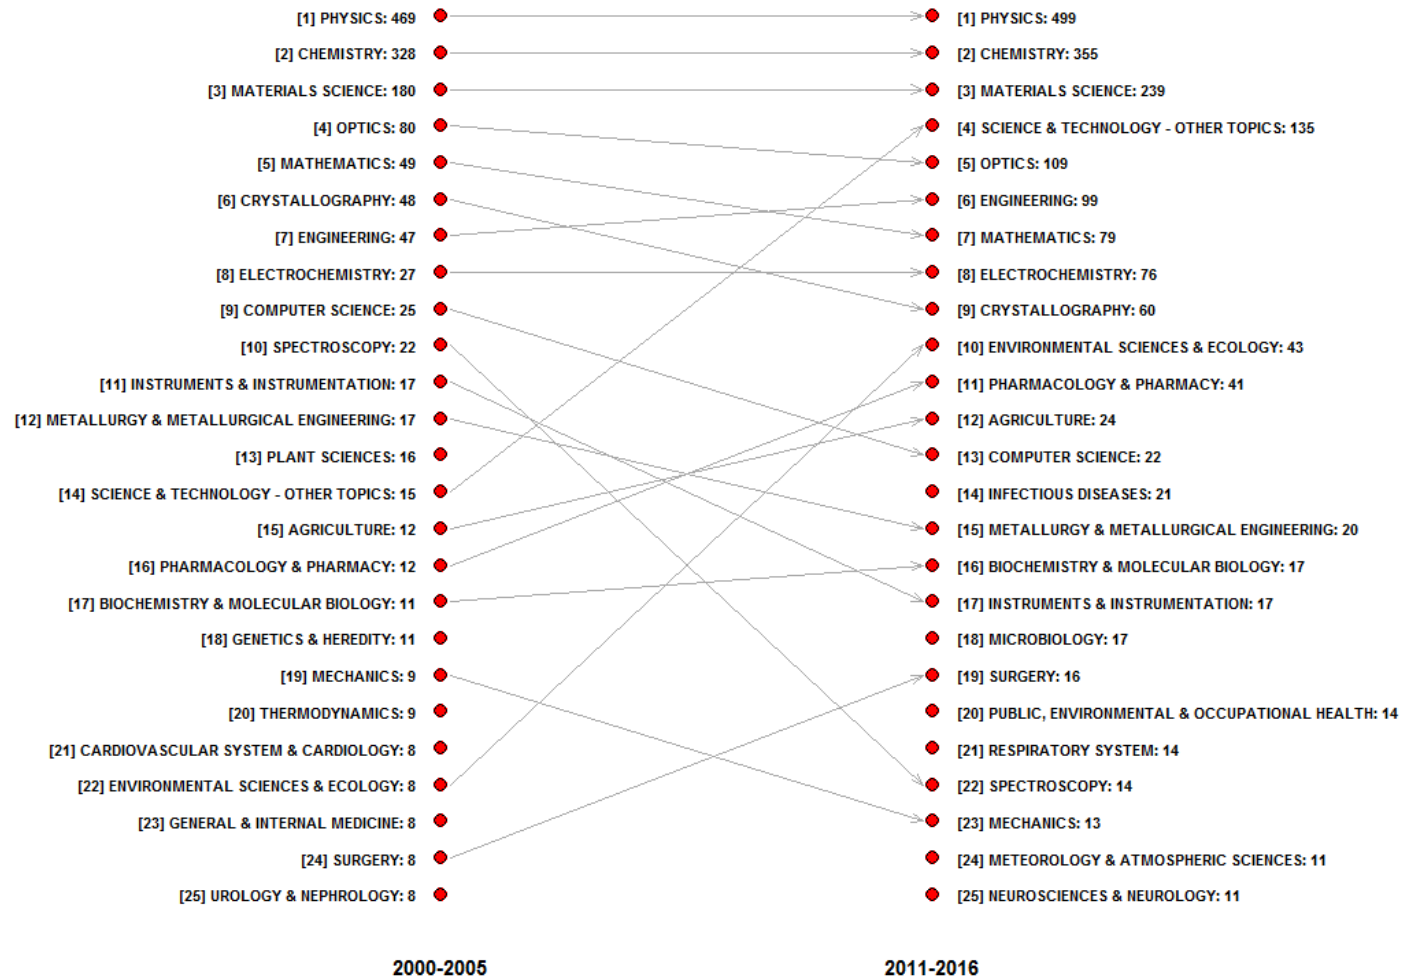 [1] PHYSICS: 469
[2] CHEMISTRY: 328
[3] MATERIALS SCIENCE: 180
[4] OPTICS: 80
[5] MATHEMATICS: 49
[6] CRYSTALLOGRAPHY: 48
[7] ENGINEERING: 47
[8] ELECTROCHEMISTRY: 27
[9] COMPUTER SCIENCE: 25
[10] SPECTROSCOPY: 22
[11] INSTRUMENTS & INSTRUMENTATION: 17
[12] METALLURGY & METALLURGICAL ENGINEERING: 17
[13] PLANT SCIENCES: 16
[14] SCIENCE & TECHNOLOGY - OTHER TOPICS: 15
[15] AGRICULTURE: 12
[16] PHARMACOLOGY & PHARMACY: 12
[17] BIOCHEMISTRY & MOLECULAR BIOLOGY: 11
[18] GENETICS & HEREDITY: 11
[19] MECHANICS: 9
[20] THERMODYNAMICS: 9
[21] CARDIOVASCULAR SYSTEM & CARDIOLOGY: 8
[22] ENVIRONMENTAL SCIENCES & ECOLOGY: 8
[23] GENERAL & INTERNAL MEDICINE: 8
[24] SURGERY: 8
[25] UROLOGY & NEPHROLOGY: 8
2000-2005
[1] PHYSICS: 499
[2] CHEMISTRY: 355
[3] MATERIALS SCIENCE: 239
[4] SCIENCE & TECHNOLOGY - OTHER TOPICS: 135
[5] OPTICS: 109
[6] ENGINEERING: 99
[7] MATHEMATICS: 79
[8] ELECTROCHEMISTRY: 76
[9] CRYSTALLOGRAPHY: 60
[10] ENVIRONMENTAL SCIENCES & ECOLOGY: 43
[11] PHARMACOLOGY & PHARMACY: 41
[12] AGRICULTURE: 24
[13] COMPUTER SCIENCE: 22
[14] INFECTIOUS DISEASES: 21
[15] METALLURGY & METALLURGICAL ENGINEERING: 20
[16] BIOCHEMISTRY & MOLECULAR BIOLOGY: 17
[17] INSTRUMENTS & INSTRUMENTATION: 17
[18] MICROBIOLOGY: 17
[19] SURGERY: 16
[20] PUBLIC, ENVIRONMENTAL & OCCUPATIONAL HEALTH: 14
[21] RESPIRATORY SYSTEM: 14
[22] SPECTROSCOPY: 14
[23] MECHANICS: 13
[24] METEOROLOGY & ATMOSPHERIC SCIENCES: 11
[25] NEUROSCIENCES & NEUROLOGY: 11
2011-2016